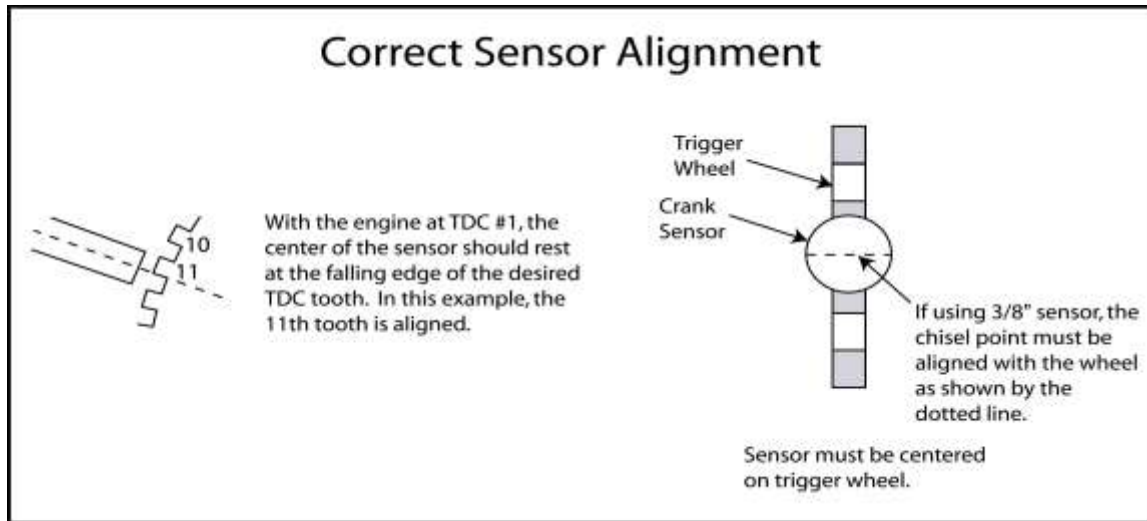 Correct Sensor Alignment
10
11
With the engine at TDC #1, the
center of the sensor should rest
at the falling edge of the desired
TDC tooth. In this example, the
11th tooth is aligned.
Trigger
Wheel
Crank
Sensor
If using 3/8" sensor, the
chisel point must be
aligned with the wheel
as shown by the
dotted line.
Sensor must be centered
on trigger wheel.